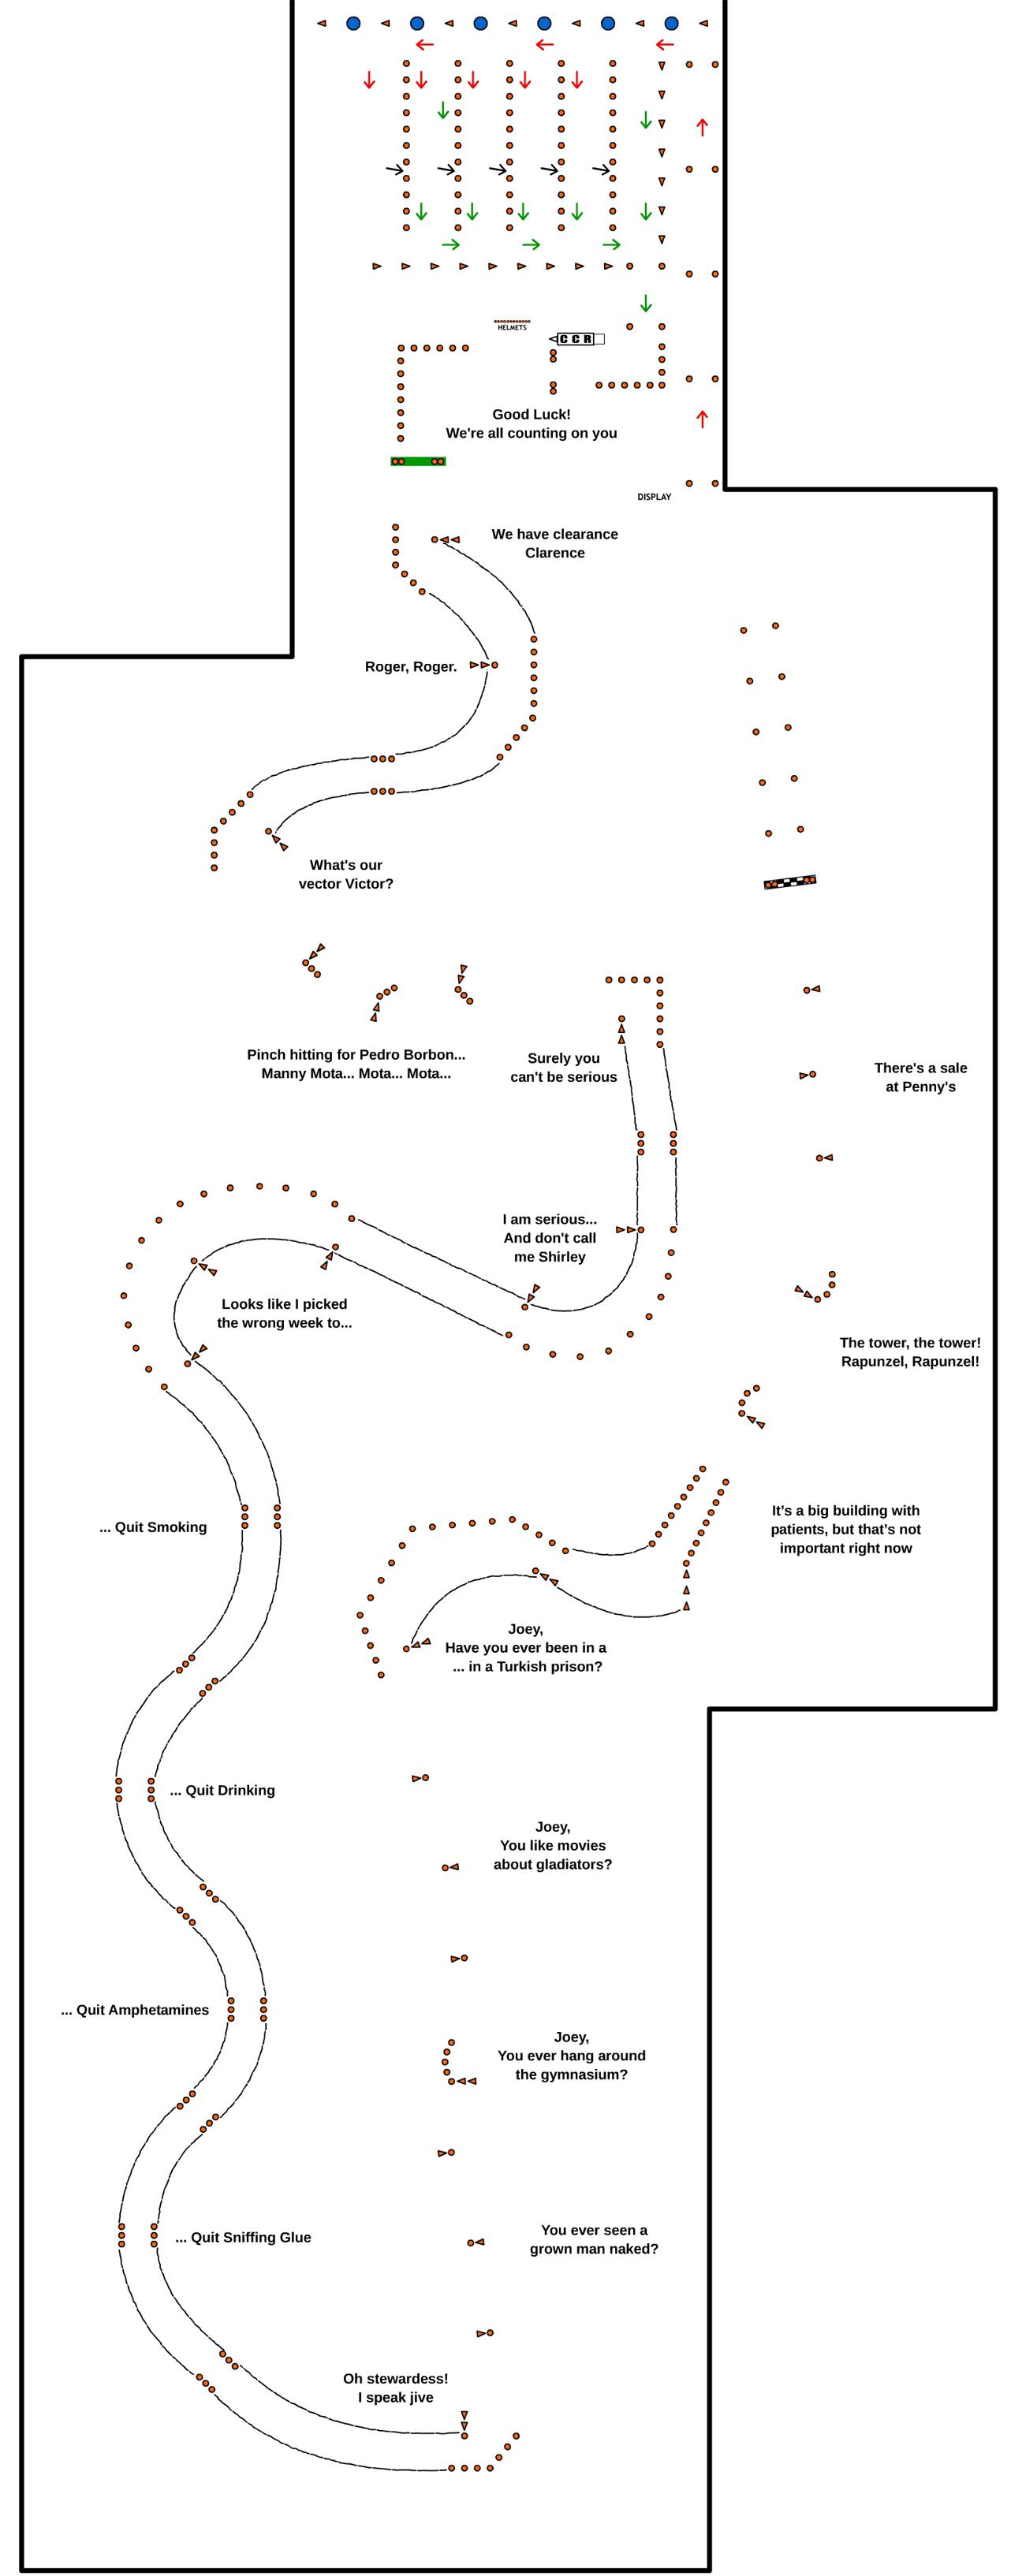 HELMETS
CCR
Good Luck!
We're all counting on you
DISPLAY
We have clearance
Clarence
Roger, Roger.
What's our
vector Victor?
Pinch hitting for Pedro Borbon...
Manny Mota... Mota... Mota...
Surely you
can't be serious
There's a sale
at Penny's
I am serious...
And don't call
me Shirley
Looks like I picked
the wrong week to...
The tower, the tower!
Rapunzel, Rapunzel!
... Quit Smoking
It's a big building with
patients, but that's not
important right now
Joey,
Have you ever been in a
... in a Turkish prison?
... Quit Drinking
Joey,
You like movies
about gladiators?
... Quit Amphetamines
Joey,
You ever hang around
the gymnasium?
... Quit Sniffing Glue
You ever seen a
grown man naked?
Oh stewardess!
I speak jive